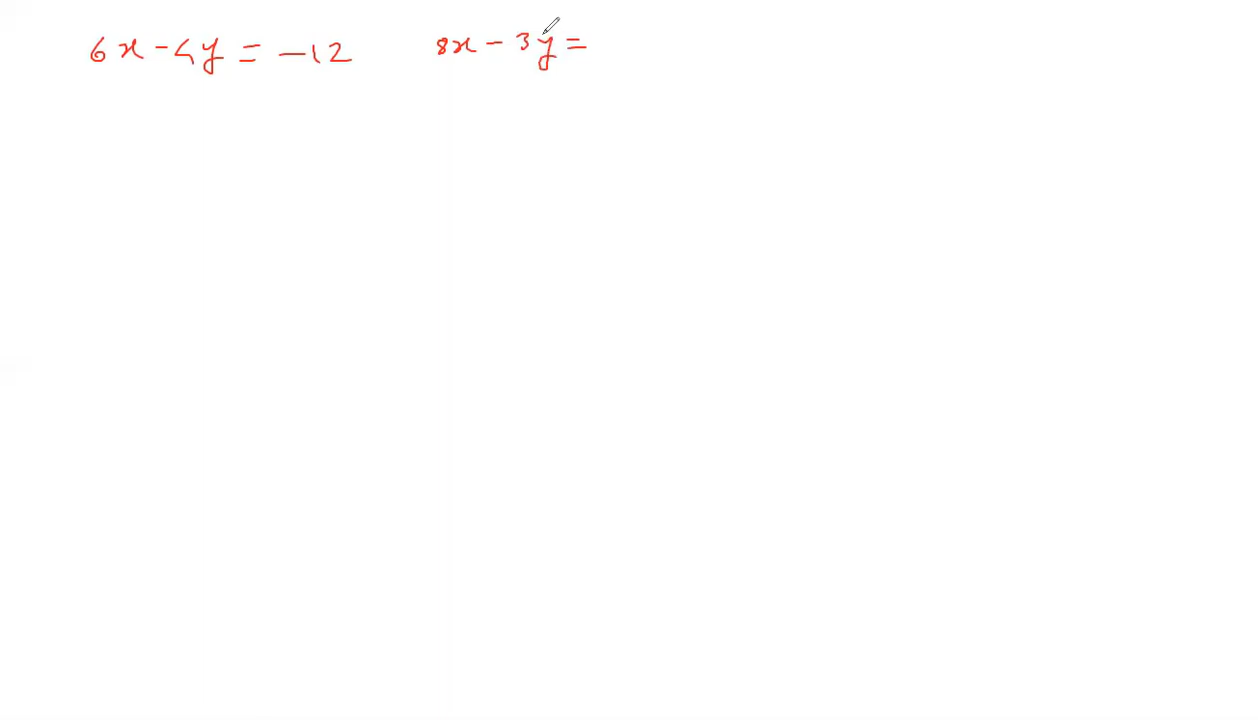 6x - 4y = -12 8x - 3y =